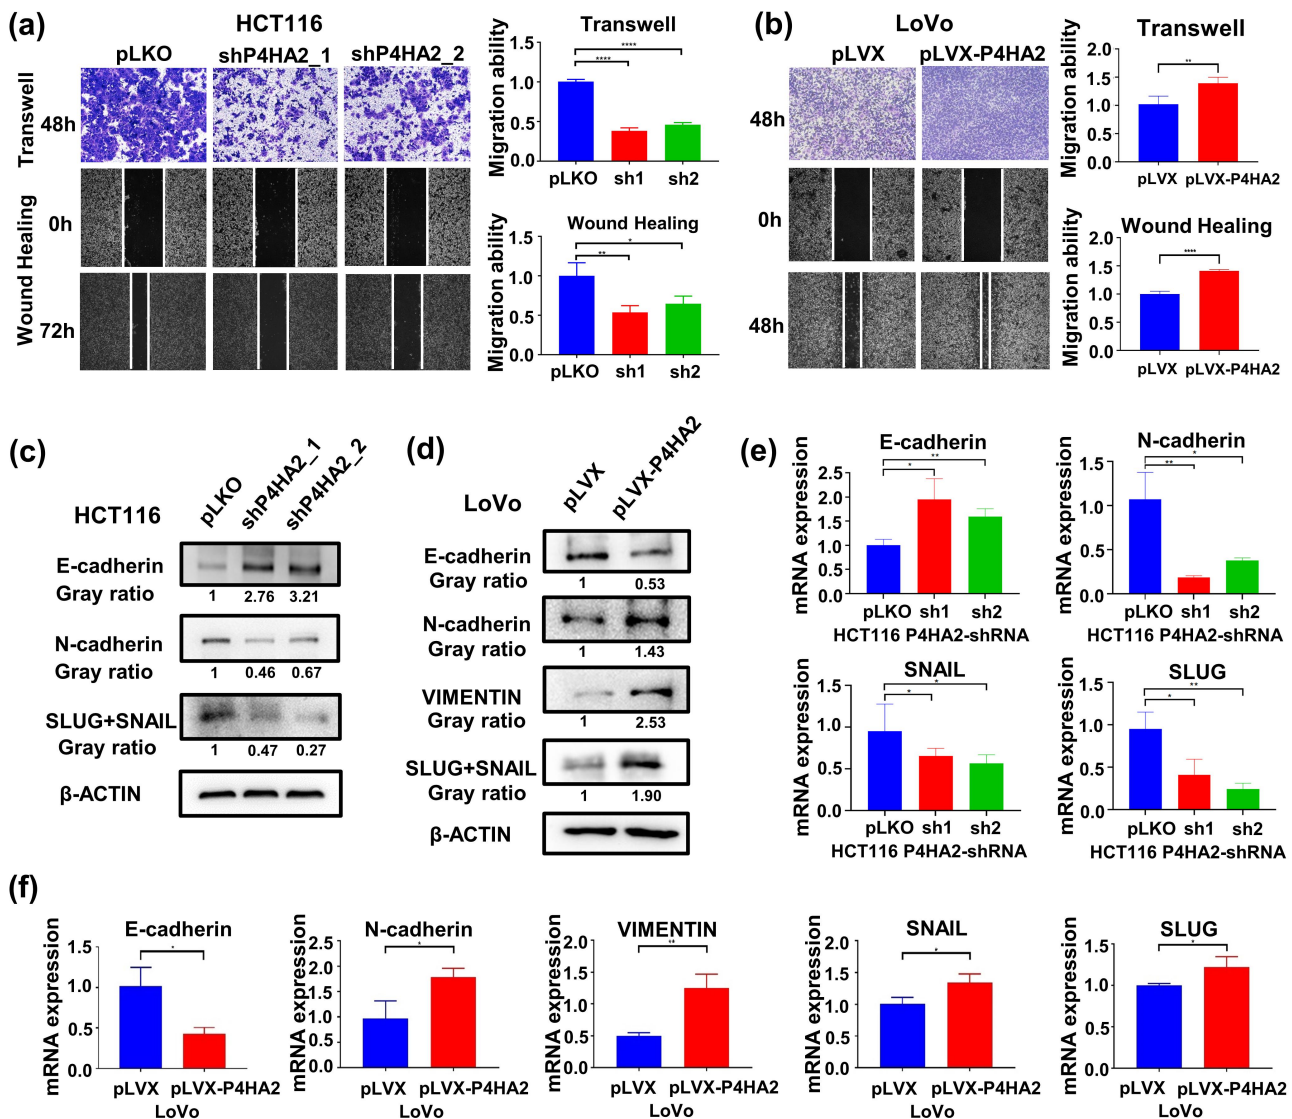 (a)
HCT116
pLKO shP4HA2_1 shP4HA2_2
Transwell
48h
Wound Healing
0h
72h
Transwell
Migration ability
1.5
1.0
0.5
0.0
****
****
pLKO sh1 sh2
Wound Healing
Migration ability
1.5
1.0
0.5
0.0
*
**
pLKO sh1 sh2
(b)
LoVo
pLVX pLVX-P4HA2
48h
0h
48h
Transwell
Migration ability
2.0
1.5
1.0
0.5
0.0
**
pLVX pLVX-P4HA2
Wound Healing
Migration ability
2.0
1.5
1.0
0.5
0.0
****
pLVX pLVX-P4HA2
(c)
HCT116
pLKO shP4HA2_1 shP4HA2_2
E-cadherin
Gray ratio 1 2.76 3.21
N-cadherin
Gray ratio 1 0.46 0.67
SLUG+SNAIL
Gray ratio 1 0.47 0.27
β-ACTIN
(d)
LoVo
pLVX pLVX-P4HA2
E-cadherin
Gray ratio 1 0.53
N-cadherin
Gray ratio 1 1.43
VIMENTIN
Gray ratio 1 2.53
SLUG+SNAIL
Gray ratio 1 1.90
β-ACTIN
(e)
E-cadherin
mRNA expression
2.5
2.0
1.5
1.0
0.5
0.0
**
*
pLKO sh1 sh2
HCT116 P4HA2-shRNA
N-cadherin
mRNA expression
1.5
1.0
0.5
0.0
*
**
pLKO sh1 sh2
HCT116 P4HA2-shRNA
SNAIL
mRNA expression
1.5
1.0
0.5
0.0
*
*
pLKO sh1 sh2
HCT116 P4HA2-shRNA
SLUG
mRNA expression
1.5
1.0
0.5
0.0
**
*
pLKO sh1 sh2
HCT116 P4HA2-shRNA
(f)
E-cadherin
mRNA expression
1.5
1.0
0.5
0.0
*
pLVX pLVX-P4HA2
LoVo
N-cadherin
mRNA expression
2.5
2.0
1.5
1.0
0.5
0.0
*
pLVX pLVX-P4HA2
LoVo
VIMENTIN
mRNA expression
2.0
1.5
1.0
0.5
0.0
**
pLVX pLVX-P4HA2
LoVo
SNAIL
mRNA expression
2.0
1.5
1.0
0.5
0.0
*
pLVX pLVX-P4HA2
LoVo
SLUG
mRNA expression
1.5
1.0
0.5
0.0
*
pLVX pLVX-P4HA2
LoVo